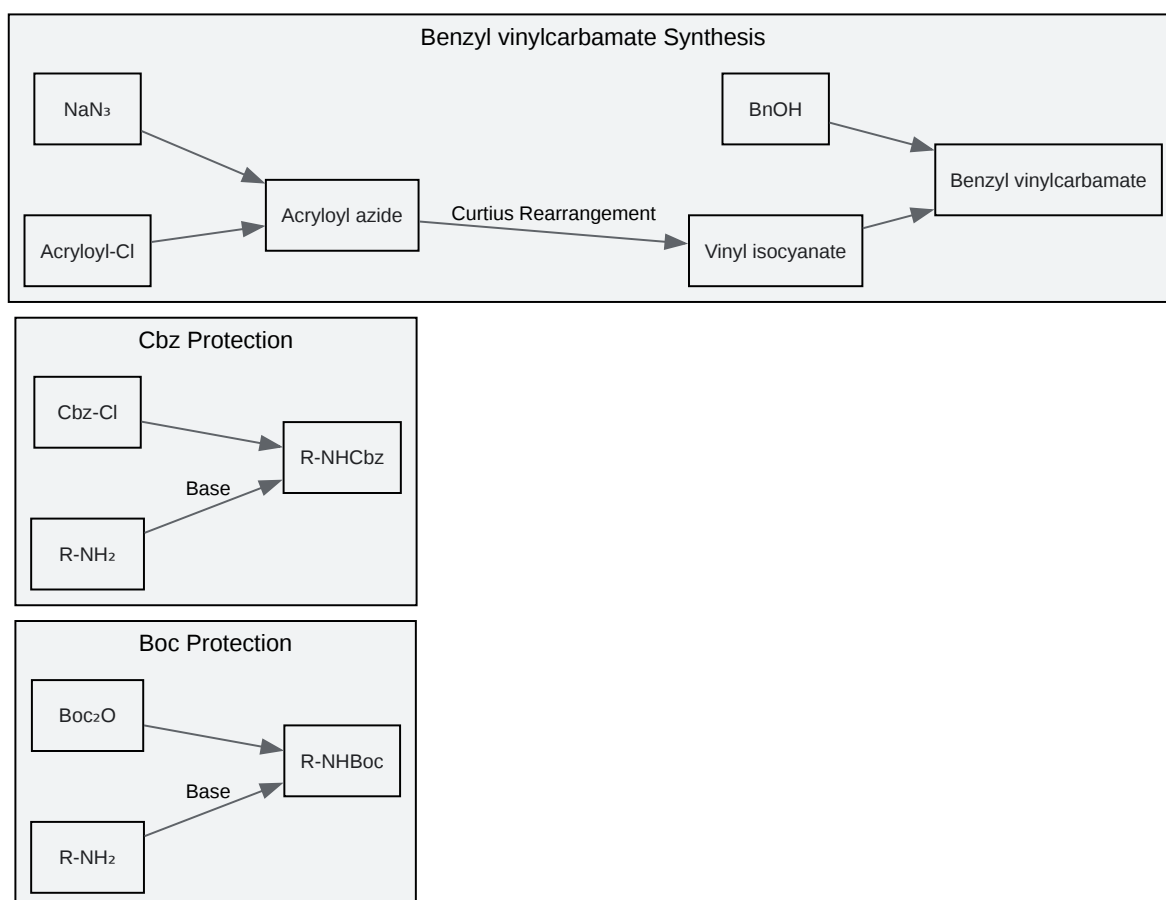 Benzyl vinylcarbamate Synthesis
NaN₃
BnOH
Benzyl vinylcarbamate
Acryloyl azide
Curtius Rearrangement
Acryloyl-Cl
Vinyl isocyanate
Cbz Protection
Cbz-Cl
R-NHCbz
Base
R-NH₂
Boc Protection
Boc₂O
R-NHBoc
Base
R-NH₂